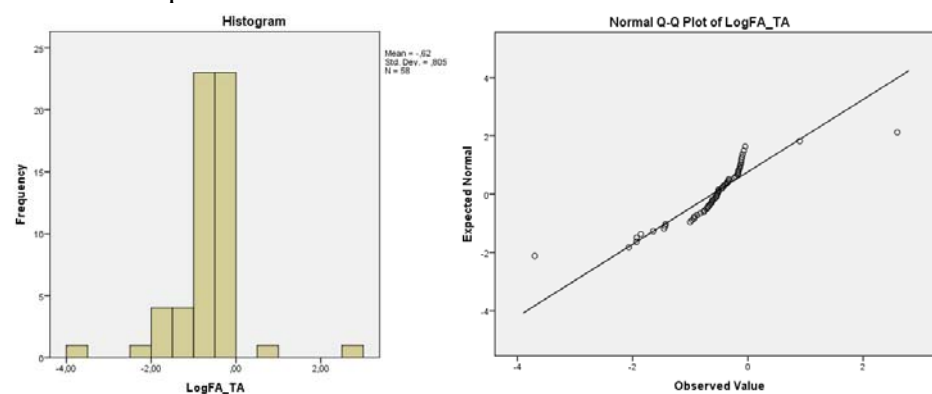 Histogram
Mean = -,62
Std. Dev. = ,805
N = 58
Frequency
25
20
15
10
5
0
-4,00
-2,00
,00
2,00
LogFA_TA
Normal Q-Q Plot of LogFA_TA
Expected Normal
4
2
0
-2
-4
-4
-2
0
2
Observed Value